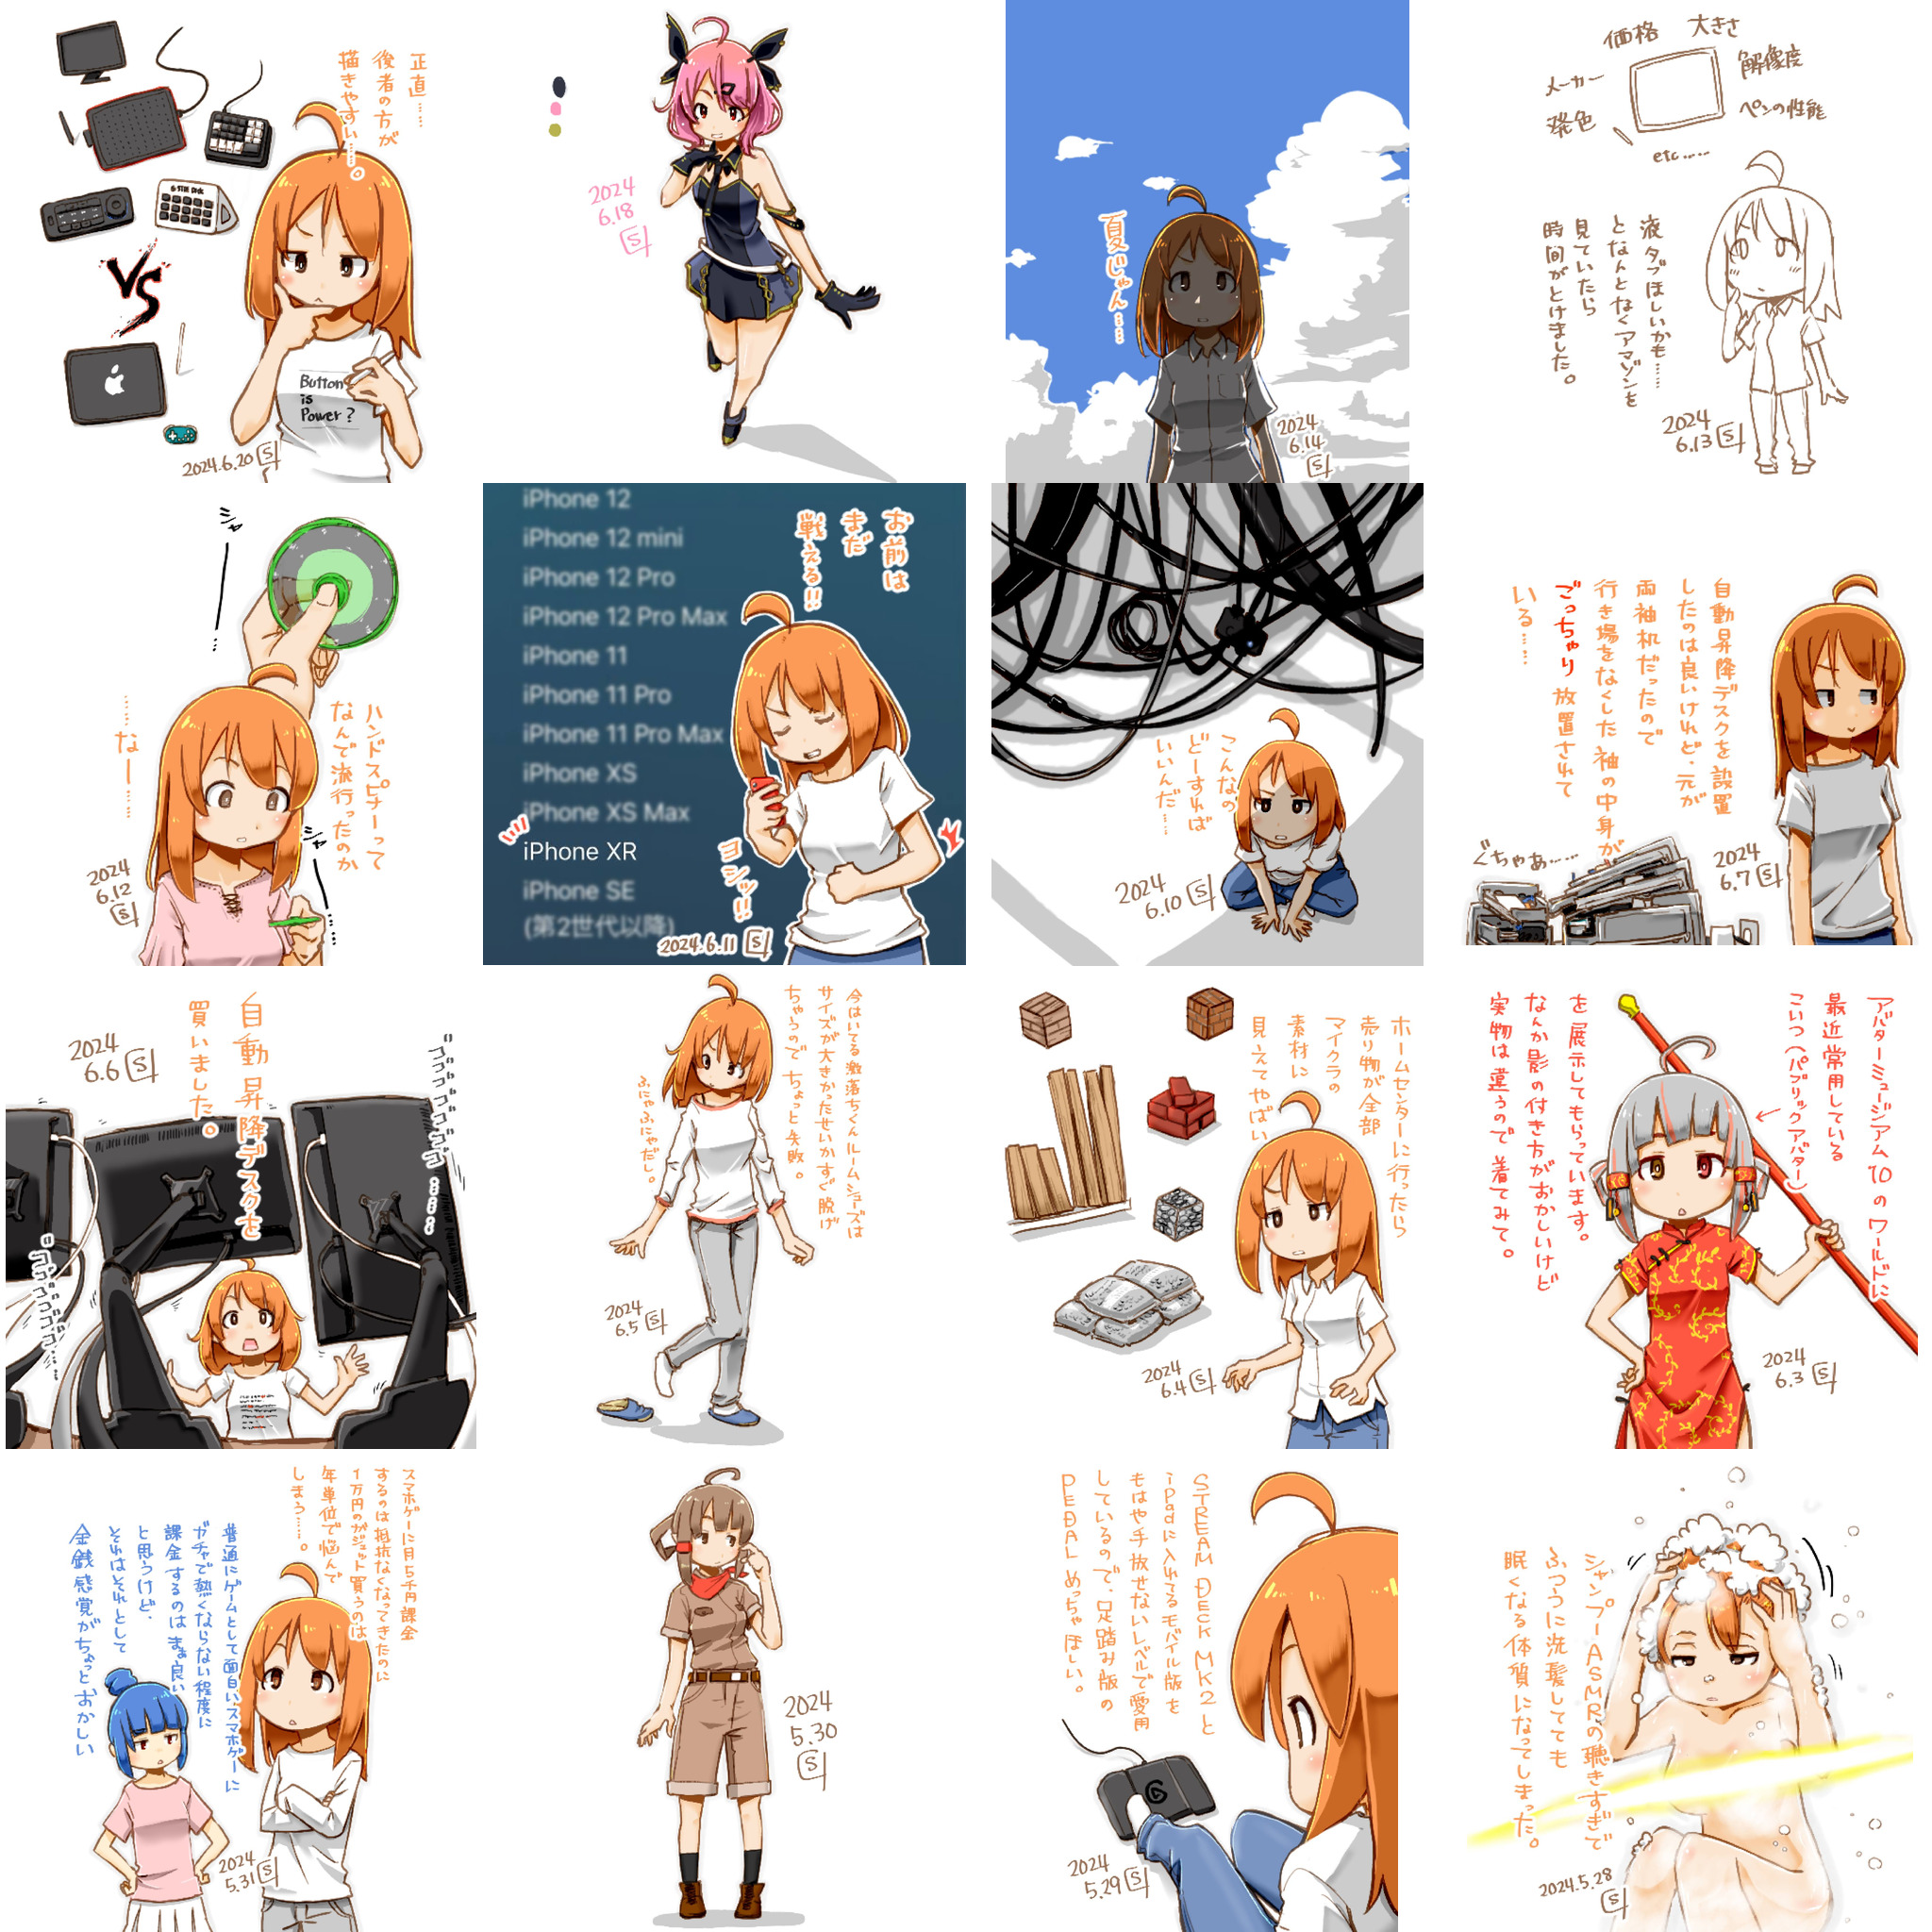 正直……
後者の方が
描きやすい……。
VS
Button
is
Power?
2024.6.20 S
2024
6.18
S
夏じゃん……
2024
6.14
S
価格
大きさ
メーカー
解像度
発色
ペンの性能
etc……
液タブほしいかも……
となんとなくアマゾンを
見ていたら
時間がとけました。
2024
6.13 S
シャー…
ハンドスピナーって
なんで流行ったのか
なー…………
シャー…
2024
6.12
S
iPhone 12
iPhone 12 mini
iPhone 12 Pro
iPhone 12 Pro Max
iPhone 11
iPhone 11 Pro
iPhone 11 Pro Max
iPhone XS
iPhone XS Max
iPhone XR
iPhone SE
(第2世代以降)
お前は
まだ
戦える!!
ヨシッ!!
2024.6.11 S
こんなの
どーすれば
いいんだ……
2024
6.10 S
自動昇降デスクを設置
したのは良いけれど、元が
両袖机だったので
行き場をなくした袖の中身が
ごっちゃり放置されて
いる……
ぐちゃあ……
2024
6.7 S
自動昇降デスクを
買いました。
2024
6.6 S
ゴゴゴゴゴゴゴ……
ゴゴゴゴゴゴ……
今はいてる激落ちくんルームシューズは
サイズが大きかったせいかすぐ脱げ
ちゃうので ちょっと失敗。
ふにゃふにゃだし。
2024
6.5 S
ホームセンターに行ったら
売り物が全部
マイクラの
素材に
見えてやばい
2024
6.4 S
アバターミュージアム10のワールドに
最近常用している
こいつ(パブリックアバター)
を展示してもらっています。
なんか影の付き方がおかしいけど
実物は違うので着てみて。
2024
6.3 S
スマホゲーに月5千円課金
するのは抵抗なくなってきたのに
1万円のガジェット買うのは
年単位で悩んで
しまう……。
普通にゲームとして面白いスマホゲーに
ガチャで熱くならない程度に
課金するのはまぁ良い
と思うけど、
それはそれとして
金銭感覚がちょっとおかしい
2024
5.31 S
2024
5.30
S
STREAM DECK MK2と
iPadに入れるモバイル版を
もはや手放せないレベルで愛用
しているので、足踏み版の
PEDALめっちゃほしい。
2024
5.29 S
シャンプーASMRの聴きすぎで
ふつうに洗髪してても
眠くなる体質になってしまった。
2024.5.28
S